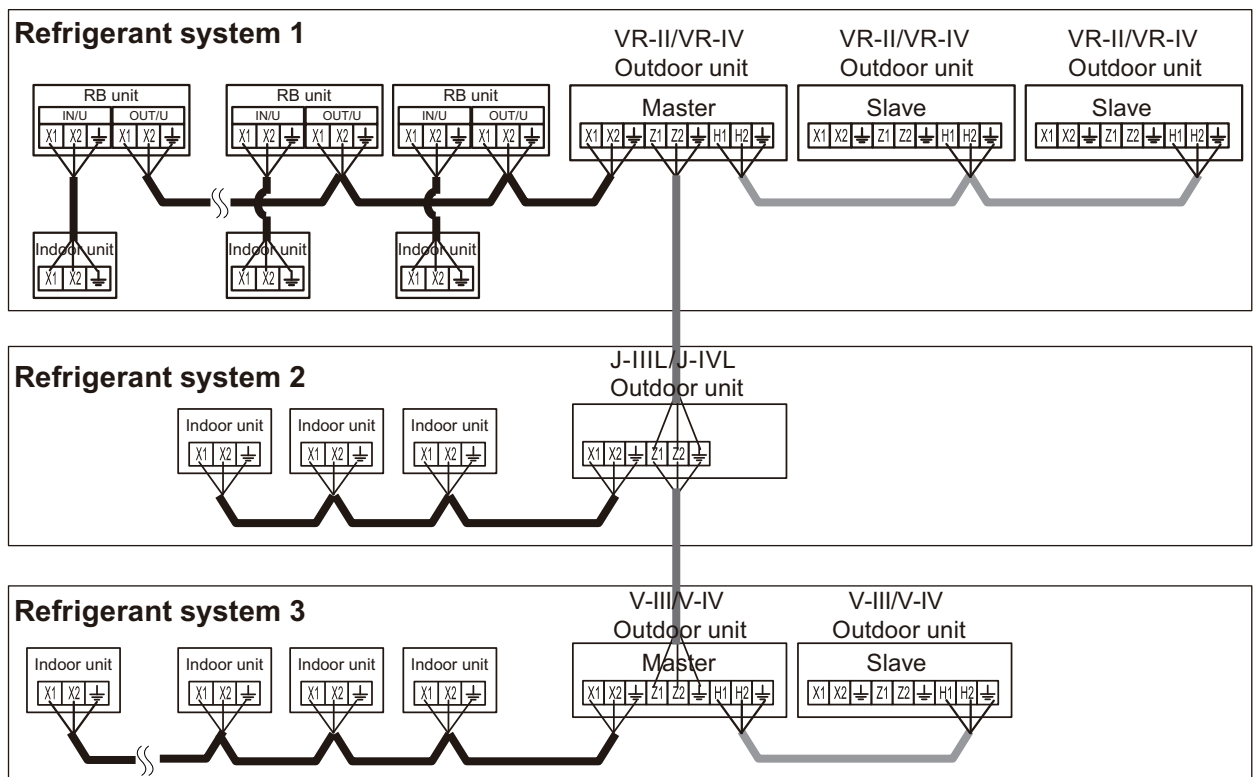 Refrigerant system 1
VR-II/VR-IV VR-II/VR-IV VR-II/VR-IV
Outdoor unit Outdoor unit Outdoor unit
RB unit RB unit RB unit Master Slave Slave
IN/U OUT/U IN/U OUT/U IN/U OUT/U
X1 X2 X1 X2 X1 X2 X1 X2 X1 X2 X1 X2 X1 X2 Z1 Z2 H1 H2 X1 X2 Z1 Z2 H1 H2 X1 X2 Z1 Z2 H1 H2
Indoor unit Indoor unit Indoor unit
X1 X2 X1 X2 X1 X2
Refrigerant system 2
J-IIIL/J-IVL
Outdoor unit
Indoor unit Indoor unit Indoor unit
X1 X2 X1 X2 X1 X2 X1 X2 Z1 Z2
Refrigerant system 3
V-III/V-IV V-III/V-IV
Outdoor unit Outdoor unit
Indoor unit Indoor unit Indoor unit Indoor unit Master Slave
X1 X2 X1 X2 X1 X2 X1 X2 X1 X2 Z1 Z2 H1 H2 X1 X2 Z1 Z2 H1 H2